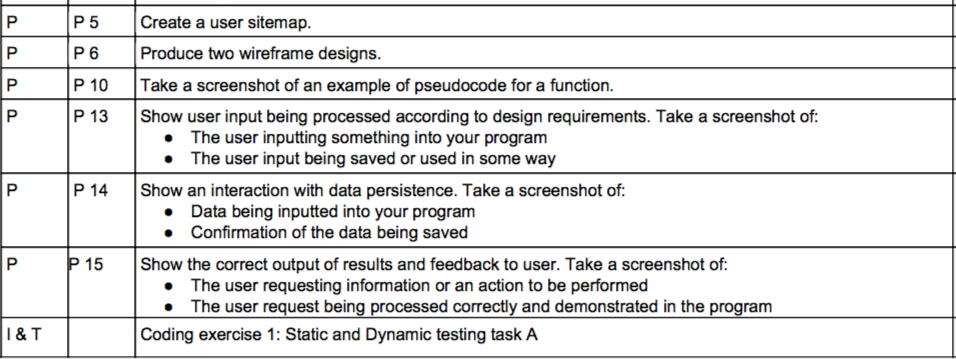 P P 5 Create a user sitemap.
P P 6 Produce two wireframe designs.
P P 10 Take a screenshot of an example of pseudocode for a function.
P P 13 Show user input being processed according to design requirements. Take a screenshot of:
● The user inputting something into your program
● The user input being saved or used in some way
P P 14 Show an interaction with data persistence. Take a screenshot of:
● Data being inputted into your program
● Confirmation of the data being saved
P P 15 Show the correct output of results and feedback to user. Take a screenshot of:
● The user requesting information or an action to be performed
● The user request being processed correctly and demonstrated in the program
I & T Coding exercise 1: Static and Dynamic testing task A